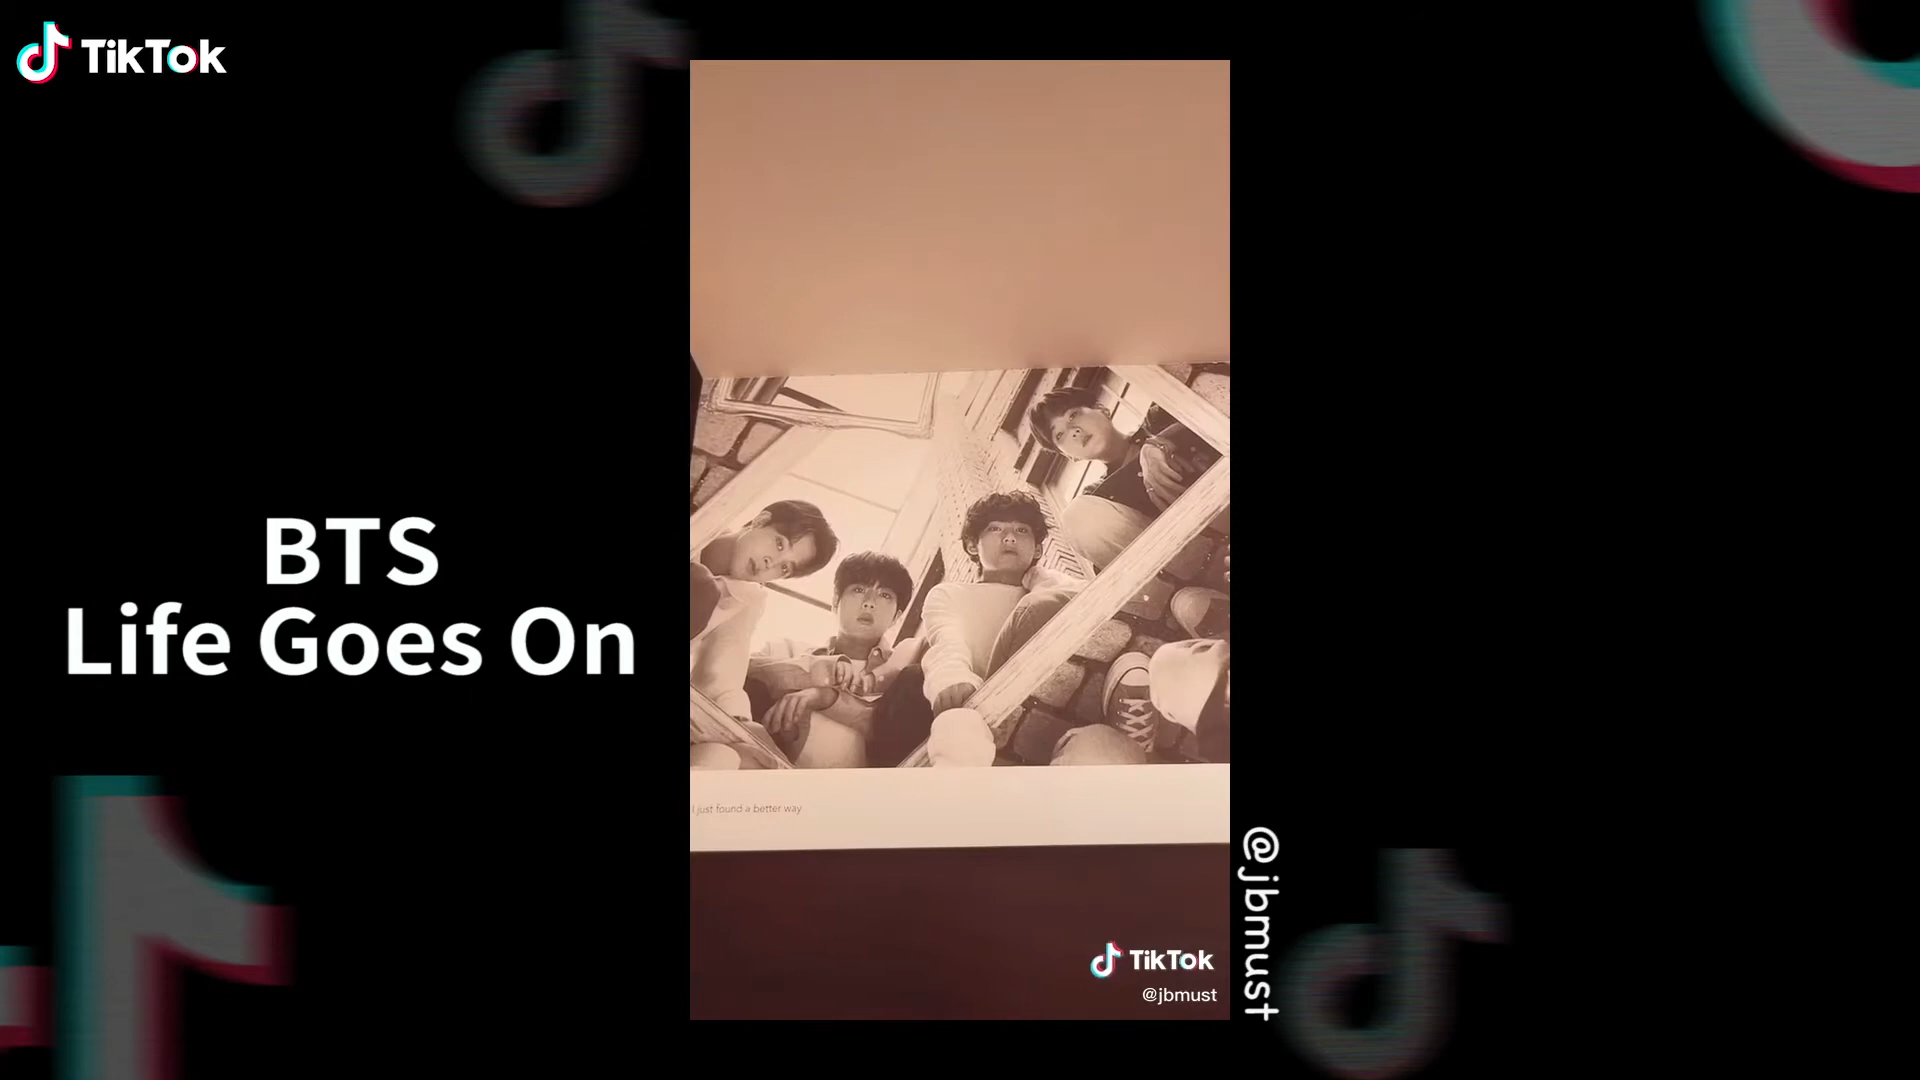 TikTok
BTS
Life Goes On
I just found a better way
TikTok
@jbmust
@jbmust